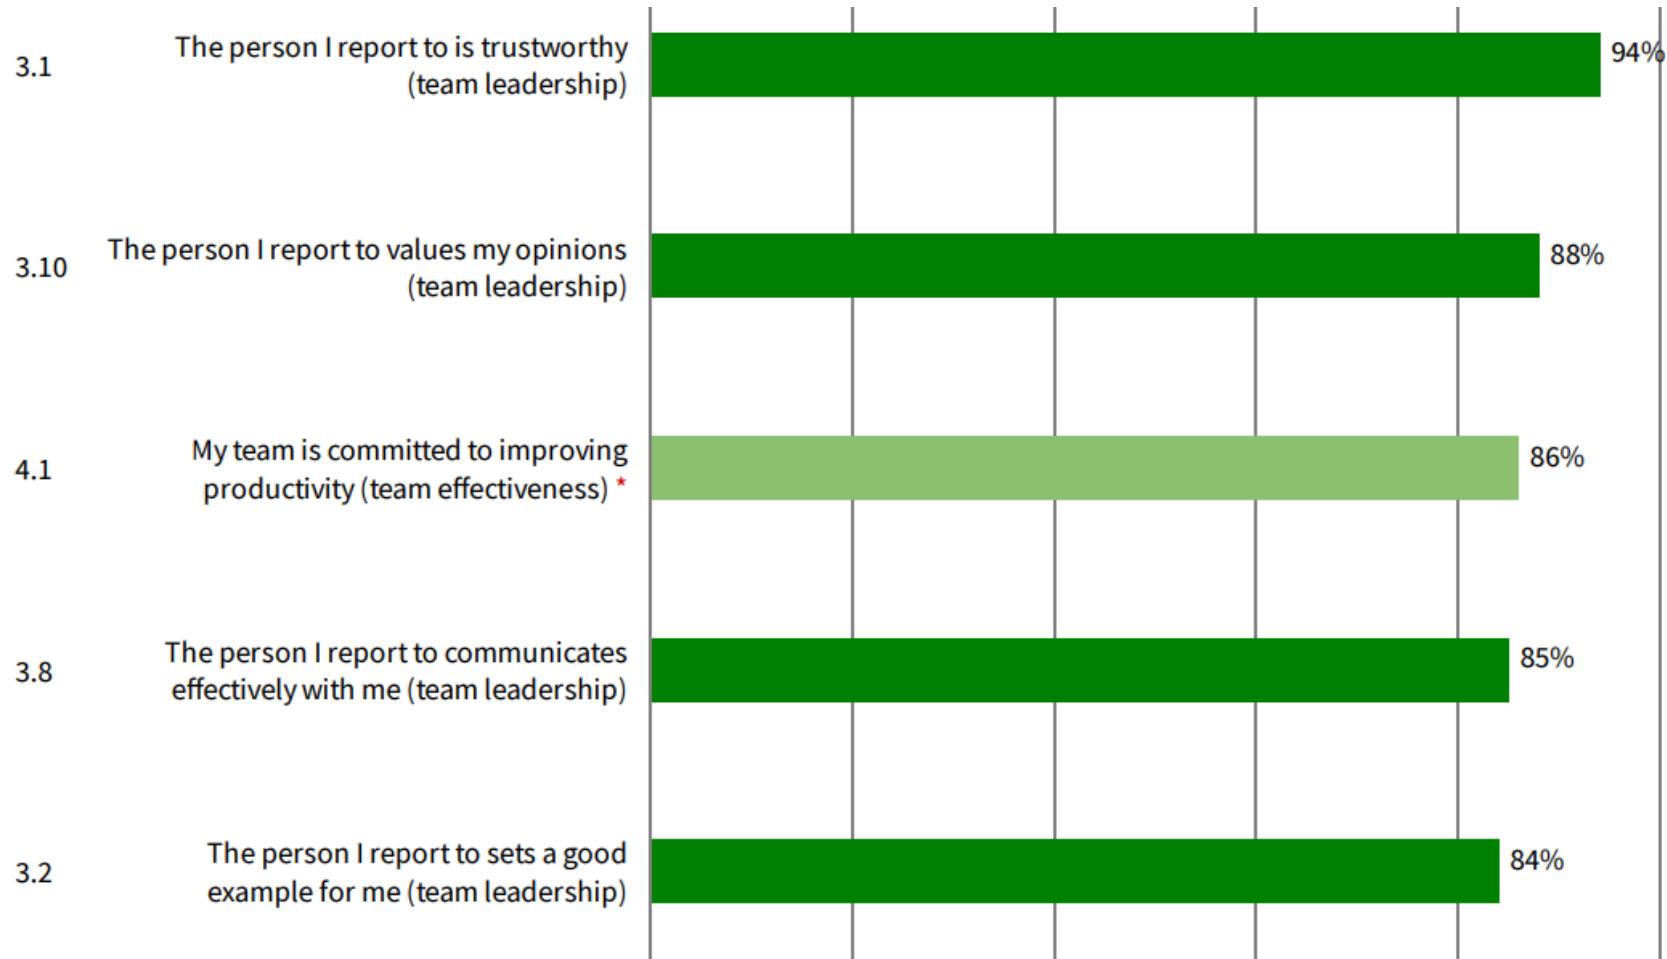 3.1
The person I report to is trustworthy
(team leadership)
94%
3.10
The person I report to values my opinions
(team leadership)
88%
4.1
My team is committed to improving
productivity (team effectiveness) *
86%
3.8
The person I report to communicates
effectively with me (team leadership)
85%
3.2
The person I report to sets a good
example for me (team leadership)
84%